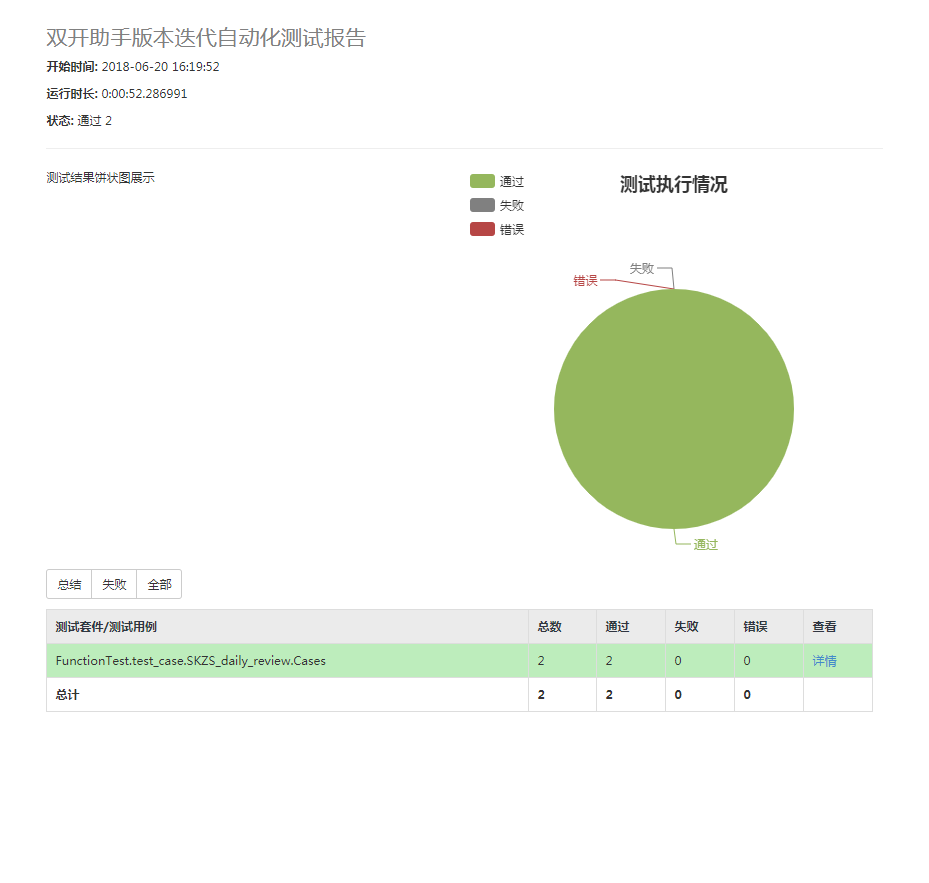 双开助手版本迭代自动化测试报告
开始时间: 2018-06-20 16:19:52
运行时长: 0:00:52.286991
状态: 通过 2
测试结果饼状图展示
通过
失败
错误
测试执行情况
失败
错误
通过
总结 失败 全部
测试套件/测试用例 总数 通过 失败 错误 查看
FunctionTest.test_case.SKZS_daily_review.Cases 2 2 0 0 详情
总计 2 2 0 0